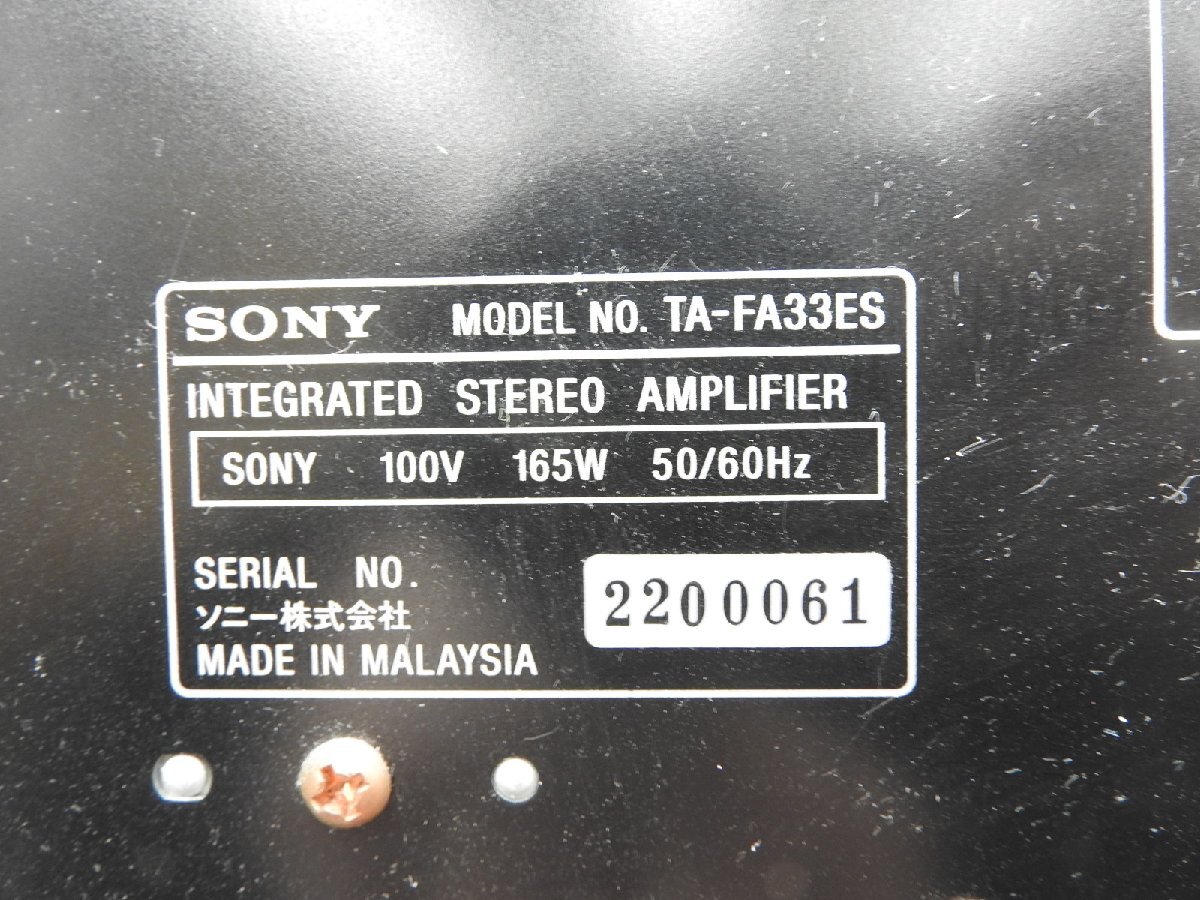 SONY MODEL NO. TA-FA33ES
INTEGRATED STEREO AMPLIFIER
SONY 100V 165W 50/60Hz
SERIAL NO. 2200061
ソニー株式会社
MADE IN MALAYSIA